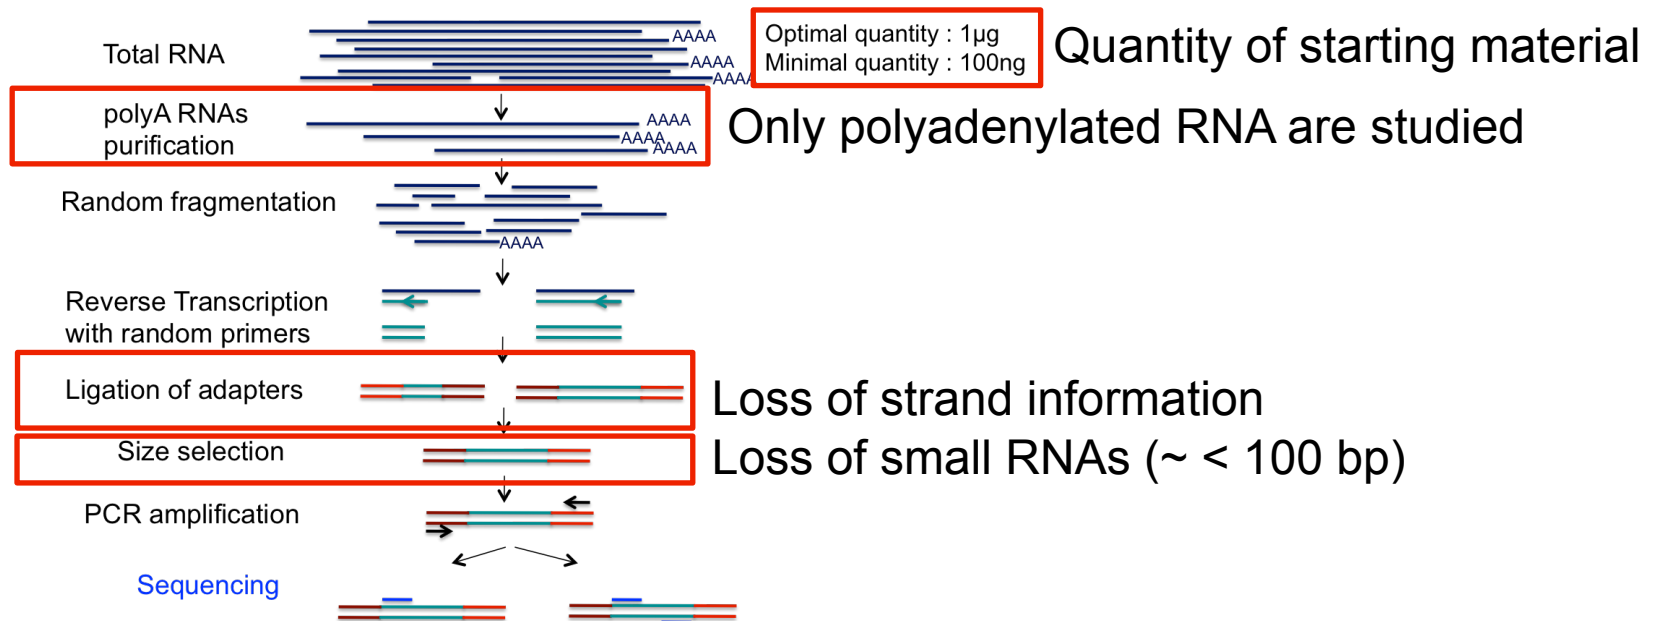 Total RNA
AAAA
AAAA
AAAA
Optimal quantity : 1µg
Minimal quantity : 100ng
Quantity of starting material
polyA RNAs
purification
AAAA
AAAA
AAAA
Only polyadenylated RNA are studied
Random fragmentation
AAAA
Reverse Transcription
with random primers
Ligation of adapters
Loss of strand information
Size selection
Loss of small RNAs (~ < 100 bp)
PCR amplification
Sequencing